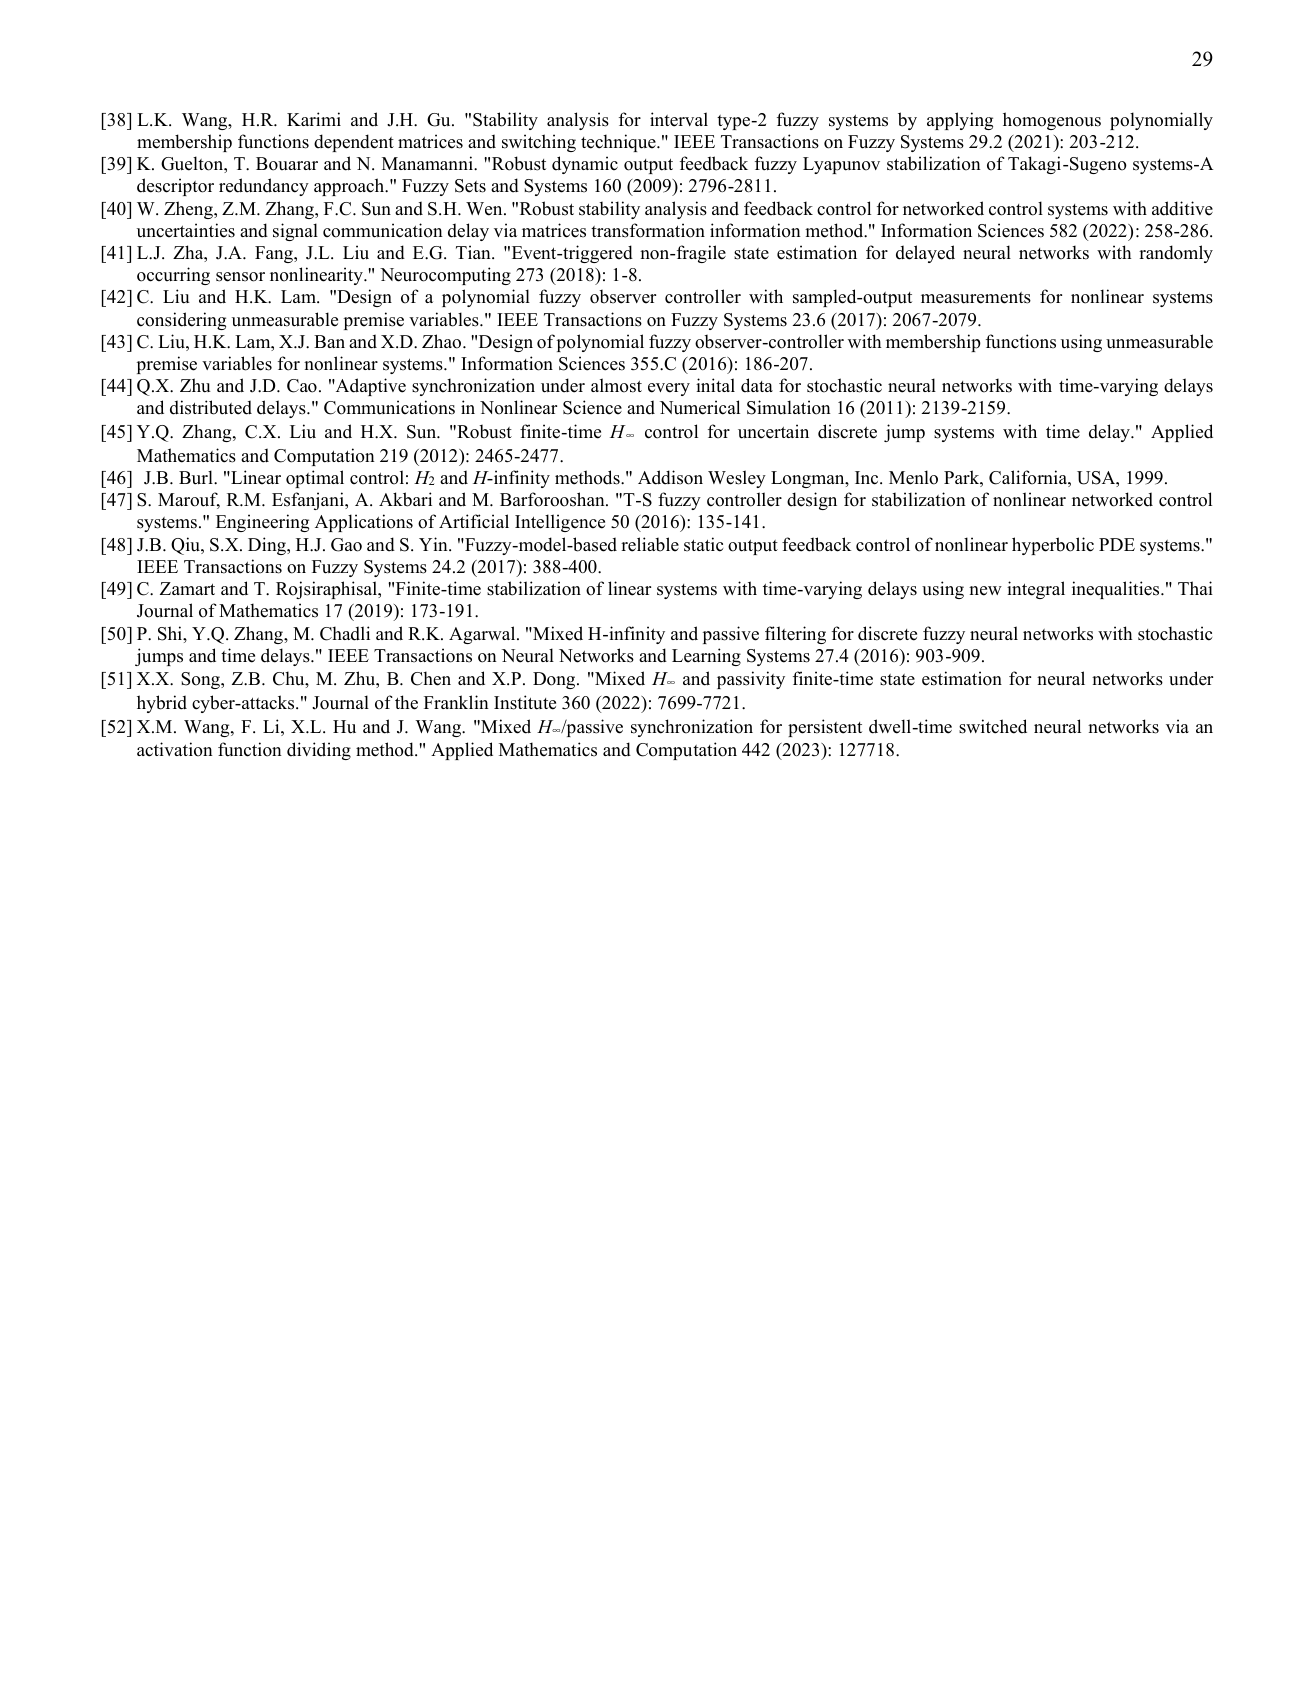 29
[38] L.K. Wang, H.R. Karimi and J.H. Gu. "Stability analysis for interval type-2 fuzzy systems by applying homogenous polynomially
membership functions dependent matrices and switching technique." IEEE Transactions on Fuzzy Systems 29.2 (2021): 203-212.
[39] K. Guelton, T. Bouarar and N. Manamanni. "Robust dynamic output feedback fuzzy Lyapunov stabilization of Takagi-Sugeno systems-A
descriptor redundancy approach." Fuzzy Sets and Systems 160 (2009): 2796-2811.
[40] W. Zheng, Z.M. Zhang, F.C. Sun and S.H. Wen. "Robust stability analysis and feedback control for networked control systems with additive
uncertainties and signal communication delay via matrices transformation information method." Information Sciences 582 (2022): 258-286.
[41] L.J. Zha, J.A. Fang, J.L. Liu and E.G. Tian. "Event-triggered non-fragile state estimation for delayed neural networks with randomly
occurring sensor nonlinearity." Neurocomputing 273 (2018): 1-8.
[42] C. Liu and H.K. Lam. "Design of a polynomial fuzzy observer controller with sampled-output measurements for nonlinear systems
considering unmeasurable premise variables." IEEE Transactions on Fuzzy Systems 23.6 (2017): 2067-2079.
[43] C. Liu, H.K. Lam, X.J. Ban and X.D. Zhao. "Design of polynomial fuzzy observer-controller with membership functions using unmeasurable
premise variables for nonlinear systems." Information Sciences 355.C (2016): 186-207.
[44] Q.X. Zhu and J.D. Cao. "Adaptive synchronization under almost every inital data for stochastic neural networks with time-varying delays
and distributed delays." Communications in Nonlinear Science and Numerical Simulation 16 (2011): 2139-2159.
[45] Y.Q. Zhang, C.X. Liu and H.X. Sun. "Robust finite-time H∞ control for uncertain discrete jump systems with time delay." Applied
Mathematics and Computation 219 (2012): 2465-2477.
[46] J.B. Burl. "Linear optimal control: H2 and H-infinity methods." Addison Wesley Longman, Inc. Menlo Park, California, USA, 1999.
[47] S. Marouf, R.M. Esfanjani, A. Akbari and M. Barforooshan. "T-S fuzzy controller design for stabilization of nonlinear networked control
systems." Engineering Applications of Artificial Intelligence 50 (2016): 135-141.
[48] J.B. Qiu, S.X. Ding, H.J. Gao and S. Yin. "Fuzzy-model-based reliable static output feedback control of nonlinear hyperbolic PDE systems."
IEEE Transactions on Fuzzy Systems 24.2 (2017): 388-400.
[49] C. Zamart and T. Rojsiraphisal, "Finite-time stabilization of linear systems with time-varying delays using new integral inequalities." Thai
Journal of Mathematics 17 (2019): 173-191.
[50] P. Shi, Y.Q. Zhang, M. Chadli and R.K. Agarwal. "Mixed H-infinity and passive filtering for discrete fuzzy neural networks with stochastic
jumps and time delays." IEEE Transactions on Neural Networks and Learning Systems 27.4 (2016): 903-909.
[51] X.X. Song, Z.B. Chu, M. Zhu, B. Chen and X.P. Dong. "Mixed H∞ and passivity finite-time state estimation for neural networks under
hybrid cyber-attacks." Journal of the Franklin Institute 360 (2022): 7699-7721.
[52] X.M. Wang, F. Li, X.L. Hu and J. Wang. "Mixed H∞/passive synchronization for persistent dwell-time switched neural networks via an
activation function dividing method." Applied Mathematics and Computation 442 (2023): 127718.